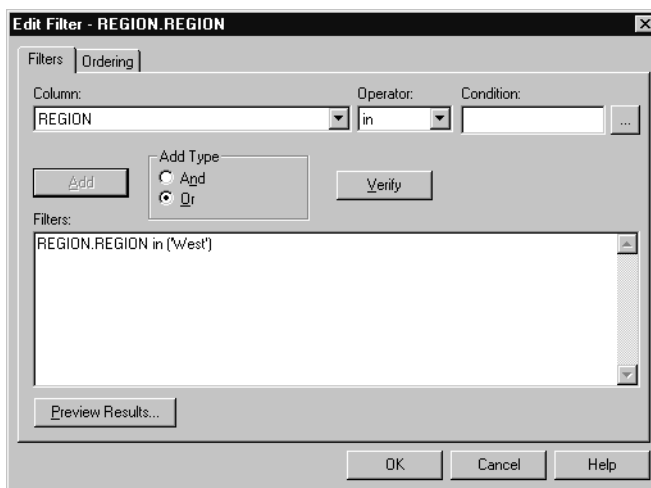 Edit Filter - REGION.REGION
Filters Ordering
Column: Operator: Condition:
REGION in ...
Add Type
Add And Verify
Or
Filters:
REGION.REGION in ('West')
Preview Results...
OK Cancel Help